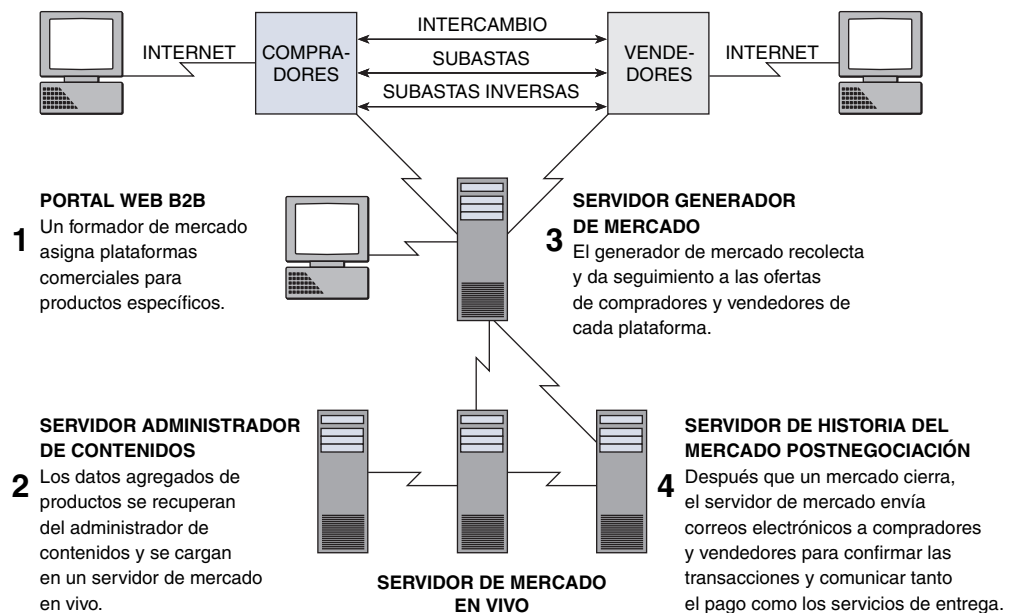 INTERNET
COMPRA-
DORES
INTERCAMBIO
SUBASTAS
SUBASTAS INVERSAS
VENDE-
DORES
INTERNET
1
PORTAL WEB B2B
Un formador de mercado
asigna plataformas
comerciales para
productos específicos.
3
SERVIDOR GENERADOR
DE MERCADO
El generador de mercado recolecta
y da seguimiento a las ofertas
de compradores y vendedores de
cada plataforma.
2
SERVIDOR ADMINISTRADOR
DE CONTENIDOS
Los datos agregados de
productos se recuperan
del administrador de
contenidos y se cargan
en un servidor de mercado
en vivo.
SERVIDOR DE MERCADO
EN VIVO
4
SERVIDOR DE HISTORIA DEL
MERCADO POSTNEGOCIACIÓN
Después que un mercado cierra,
el servidor de mercado envía
correos electrónicos a compradores
y vendedores para confirmar las
transacciones y comunicar tanto
el pago como los servicios de entrega.